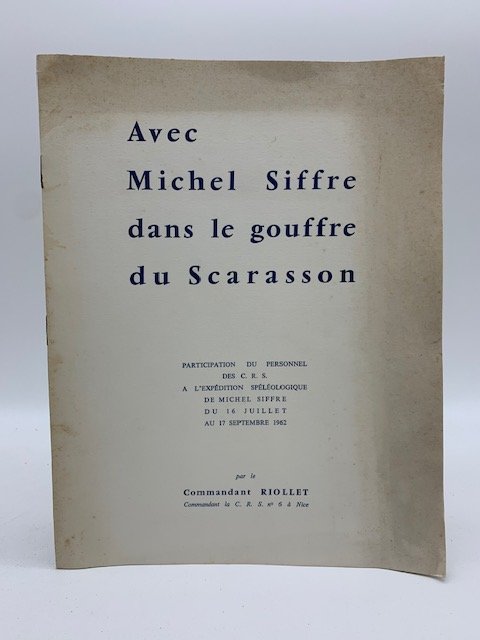 Avec
Michel Siffre
dans le gouffre
du Scarasson
PARTICIPATION DU PERSONNEL
DES C. R. S.
A L'EXPÉDITION SPÉLÉOLOGIQUE
DE MICHEL SIFFRE
DU 16 JUILLET
AU 17 SEPTEMBRE 1962
par le
Commandant RIOLLET
Commandant la C. R. S. nº 6 à Nice